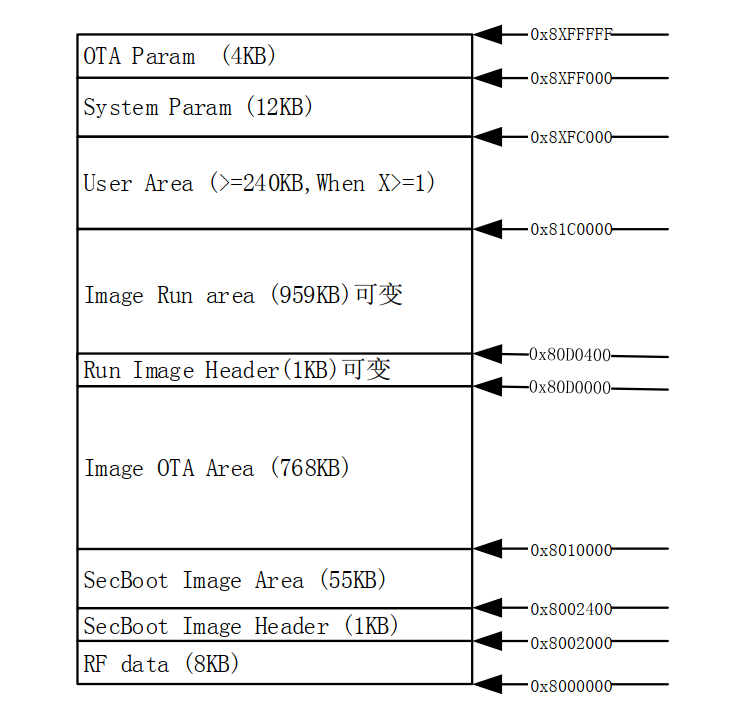 0x8XFFFFF
OTA Param (4KB)
0x8XFF000
System Param (12KB)
0x8XFC000
User Area (>=240KB,When X>=1)
0x81C0000
Image Run area (959KB)可变
0x80D0400
Run Image Header(1KB)可变
0x80D0000
Image OTA Area (768KB)
0x8010000
SecBoot Image Area (55KB)
0x8002400
SecBoot Image Header (1KB)
0x8002000
RF data (8KB)
0x8000000